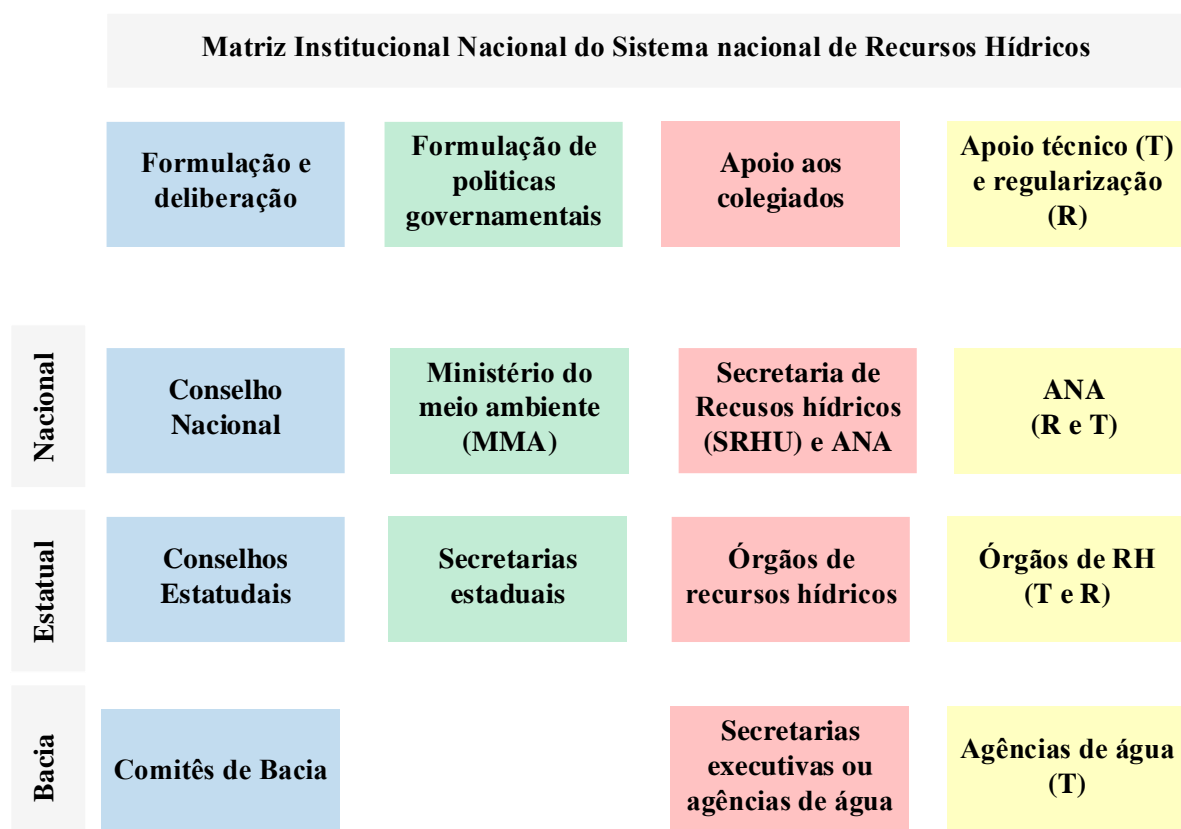 Matriz Institucional Nacional do Sistema nacional de Recursos Hídricos
Formulação e
deliberação
Formulação de
politicas
governamentais
Apoio aos
colegiados
Apoio técnico (T)
e regularização
(R)
Nacional
Conselho
Nacional
Ministério do
meio ambiente
(MMA)
Secretaria de
Recusos hídricos
(SRHU) e ANA
ANA
(R e T)
Estatual
Conselhos
Estatudais
Secretarias
estaduais
Órgãos de
recursos hídricos
Órgãos de RH
(T e R)
Bacia
Comitês de Bacia
Secretarias
executivas ou
agências de água
Agências de água
(T)